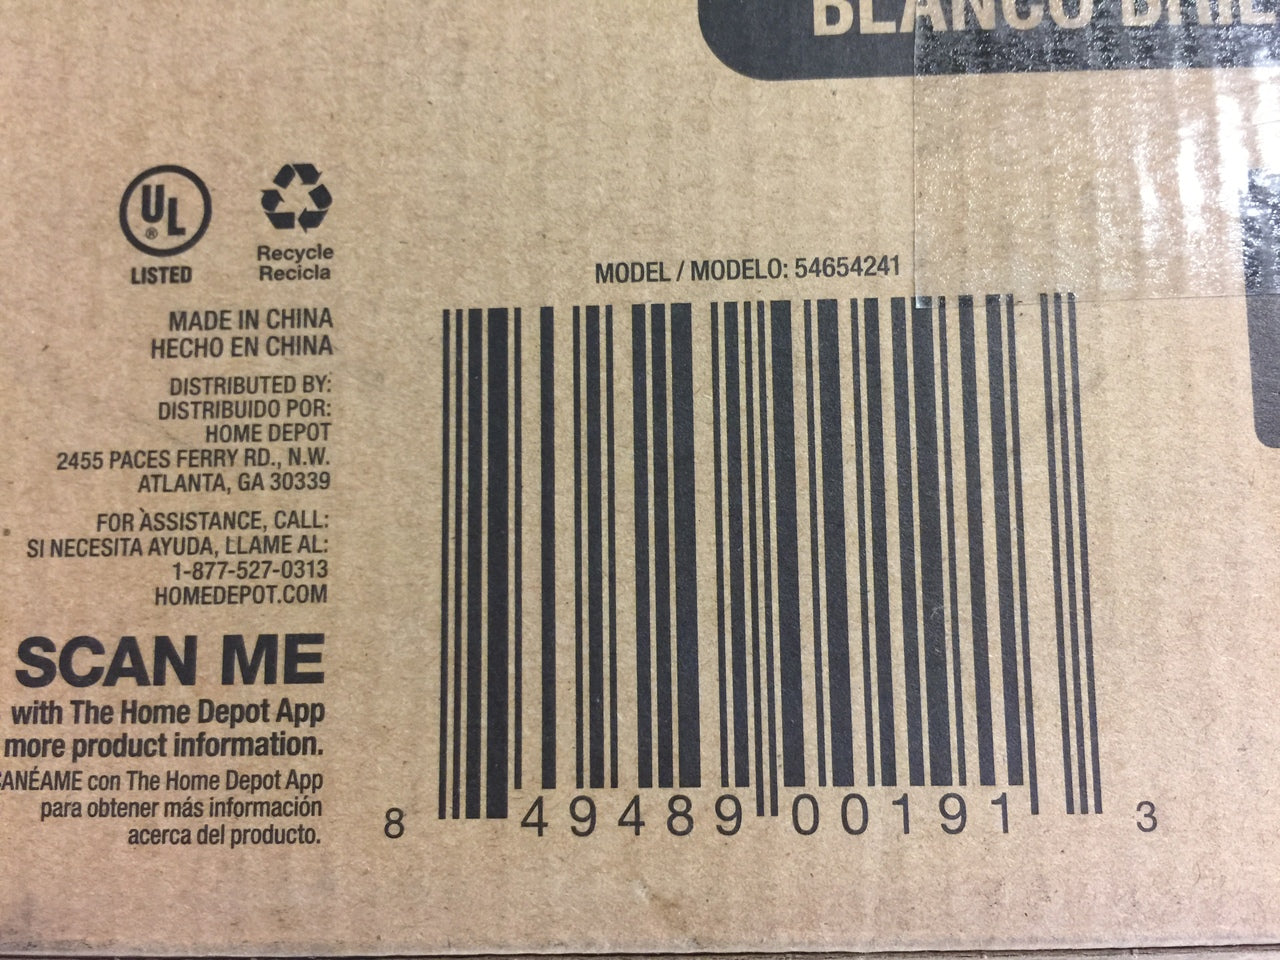 BLANCO
UL
®
LISTED
Recycle
Recicla
MADE IN CHINA
HECHO EN CHINA
DISTRIBUTED BY:
DISTRIBUIDO POR:
HOME DEPOT
2455 PACES FERRY RD., N.W.
ATLANTA, GA 30339
FOR ASSISTANCE, CALL:
SI NECESITA AYUDA, LLAME AL:
1-877-527-0313
HOMEDEPOT.COM
SCAN ME
with The Home Depot App
more product information.
ANÉAME con The Home Depot App
para obtener más información
acerca del producto.
MODEL / MODELO: 54654241
8 49489 00191 3